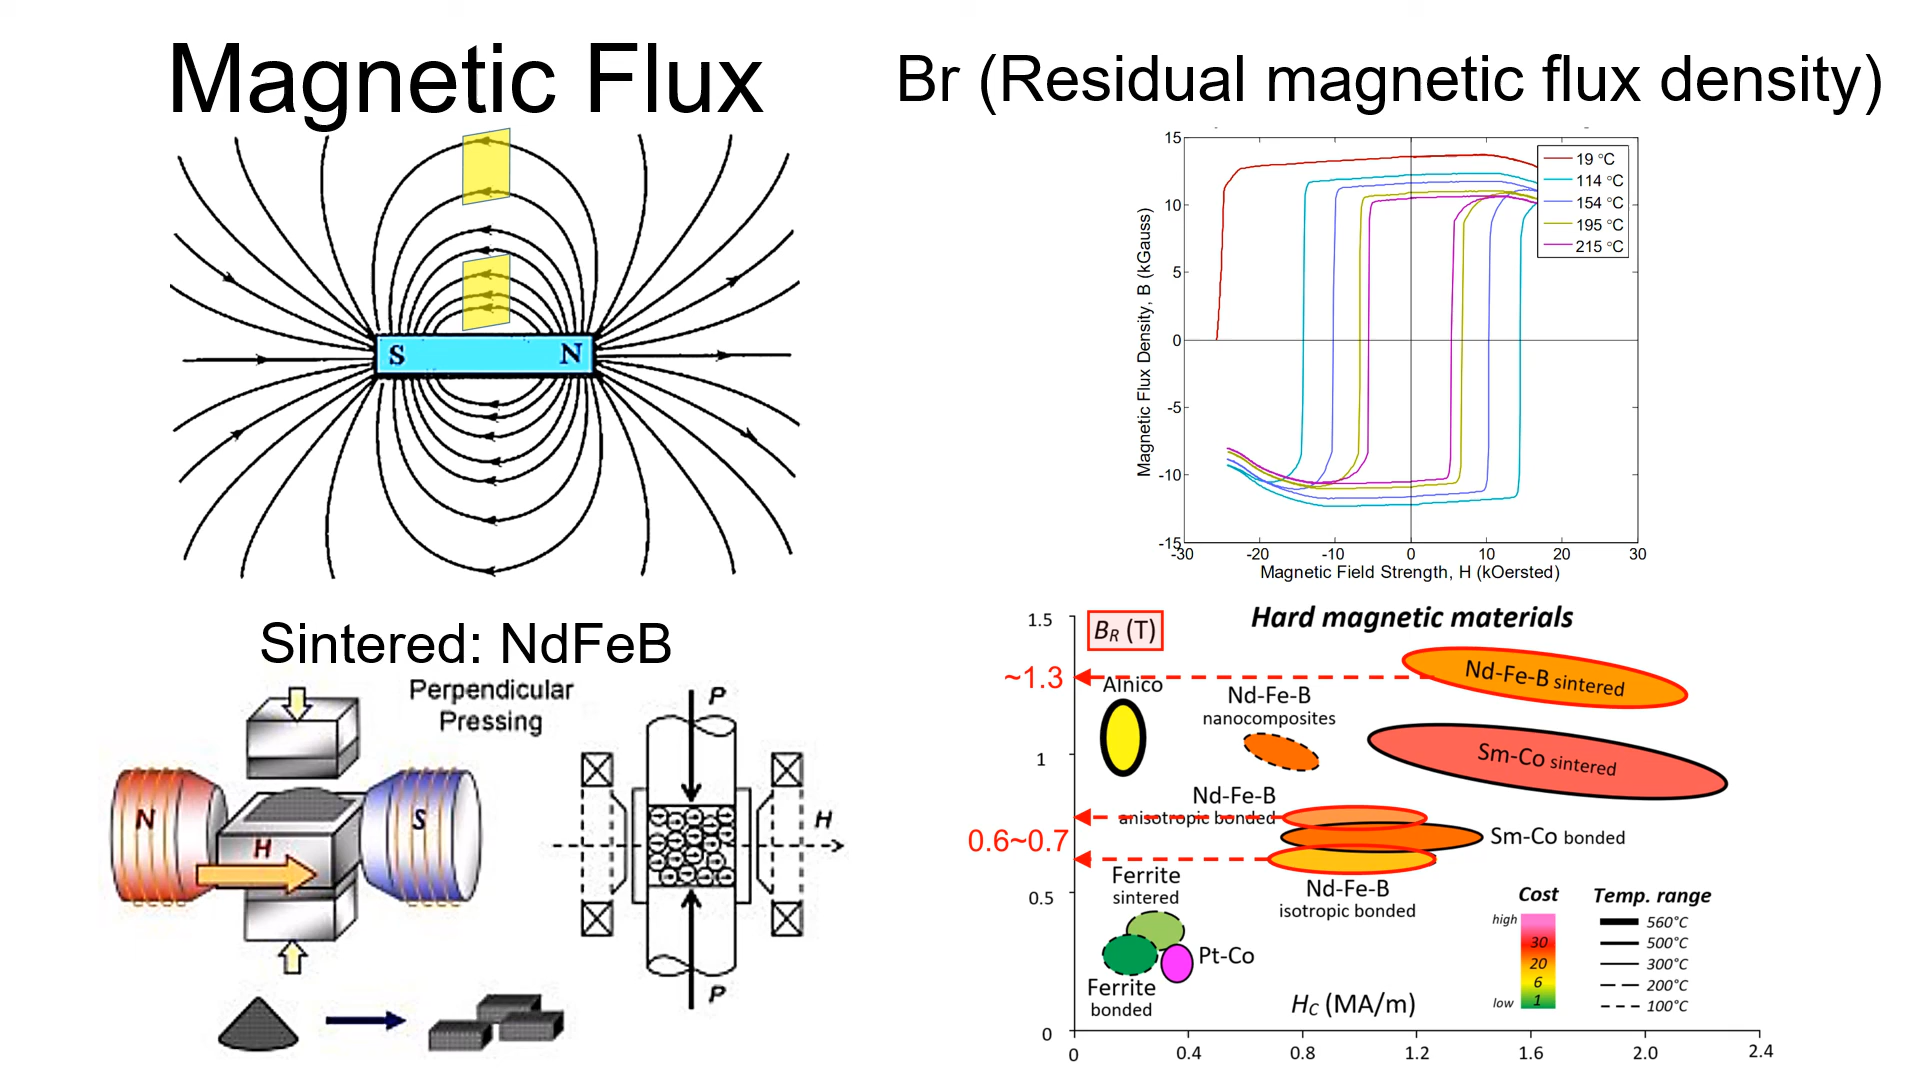 Magnetic Flux
S N
Br (Residual magnetic flux density)
15
10
5
0
-5
-10
-15
-30 -20 -10 0 10 20 30
Magnetic Flux Density, B (kGauss)
Magnetic Field Strength, H (kOersted)
19 °C
114 °C
154 °C
195 °C
215 °C
Sintered: NdFeB
Perpendicular
Pressing
N
S
H
P
H
P
Hard magnetic materials
1.5
BR (T)
~1.3
Alnico
Nd-Fe-B
nanocomposites
Nd-Fe-B sintered
1
Sm-Co sintered
Nd-Fe-B
anisotropic bonded
0.6~0.7
Sm-Co bonded
Ferrite
sintered
Nd-Fe-B
isotropic bonded
0.5
Pt-Co
Ferrite
bonded
HC (MA/m)
Cost
high
30
20
6
1
low
Temp. range
560°C
500°C
300°C
200°C
100°C
0
0 0.4 0.8 1.2 1.6 2.0 2.4